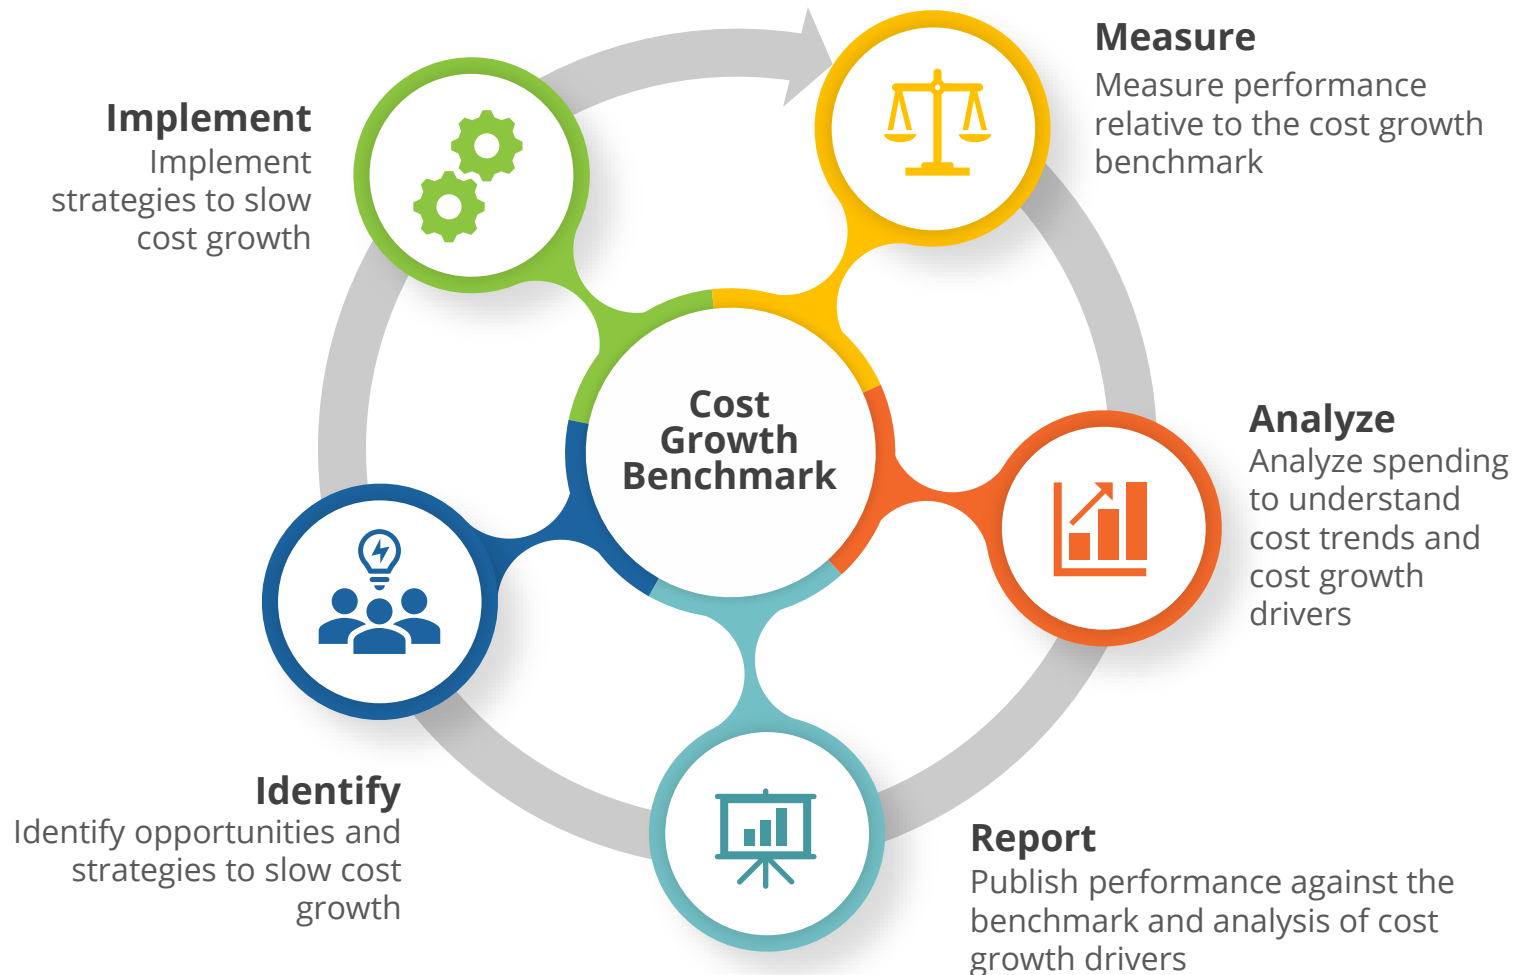 Measure
Measure performance
relative to the cost growth
benchmark
Implement
Implement
strategies to slow
cost growth
Cost
Growth
Benchmark
Analyze
Analyze spending
to understand
cost trends and
cost growth
drivers
Identify
Identify opportunities and
strategies to slow cost
growth
Report
Publish performance against the
benchmark and analysis of cost
growth drivers